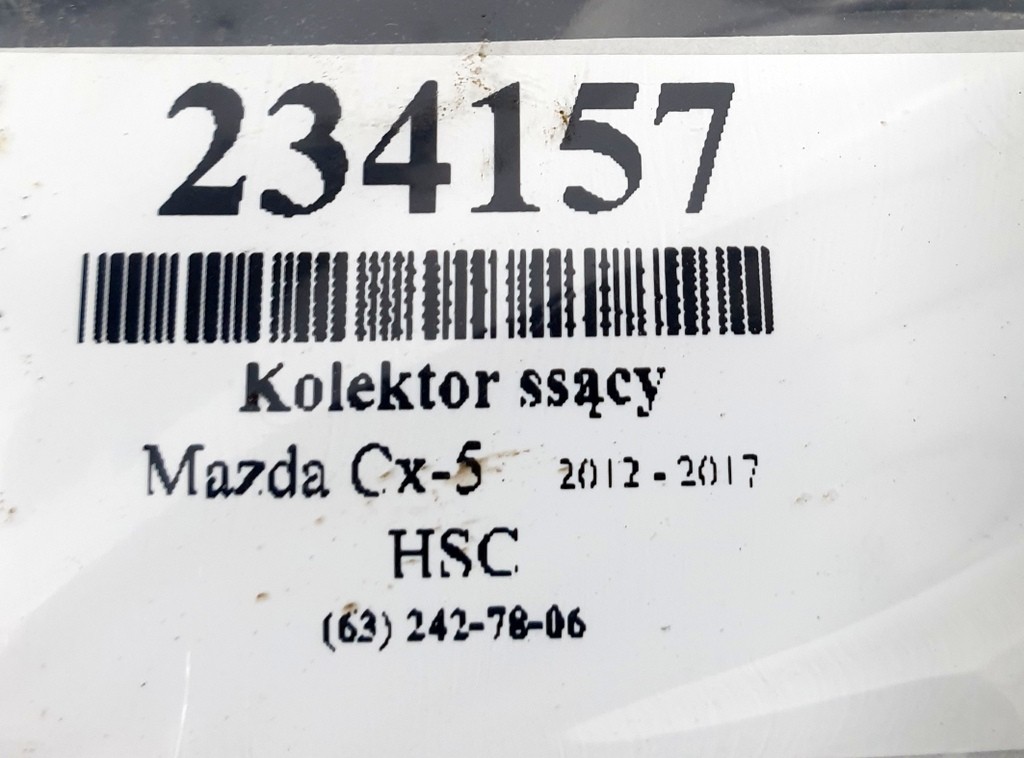 234157
Kolektor ssący
Mazda Cx-5 2012 - 2017
HSC
(63) 242-78-06